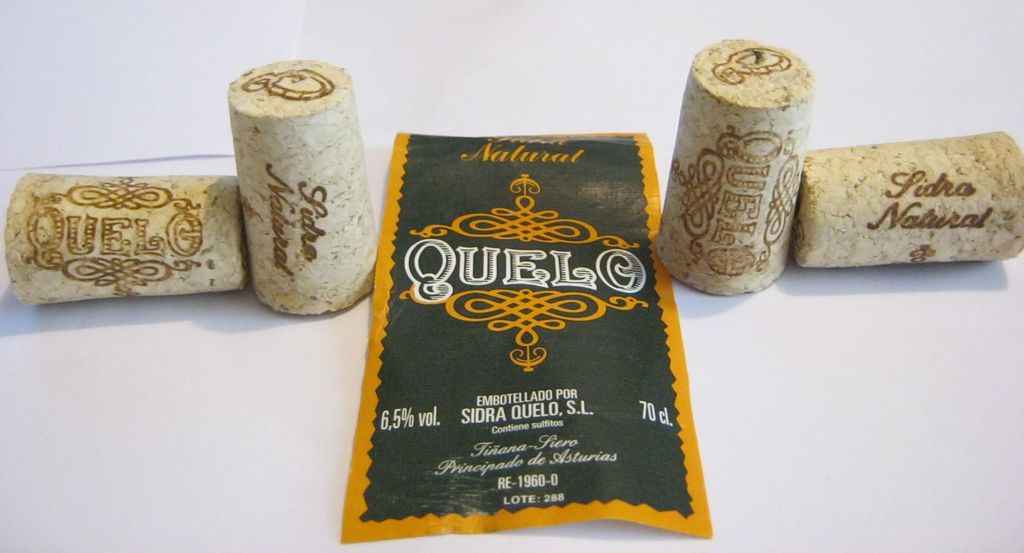 QUELO
Sidra
Natural
Natural
QUELO
EMBOTELLADO POR
6,5% vol. SIDRA QUELO, S.L. 70 cl.
Contiene sulfitos
Tiñana-Siero
Principado de Asturias
RE-1960-0
LOTE: 288
QUELO
Sidra
Natural